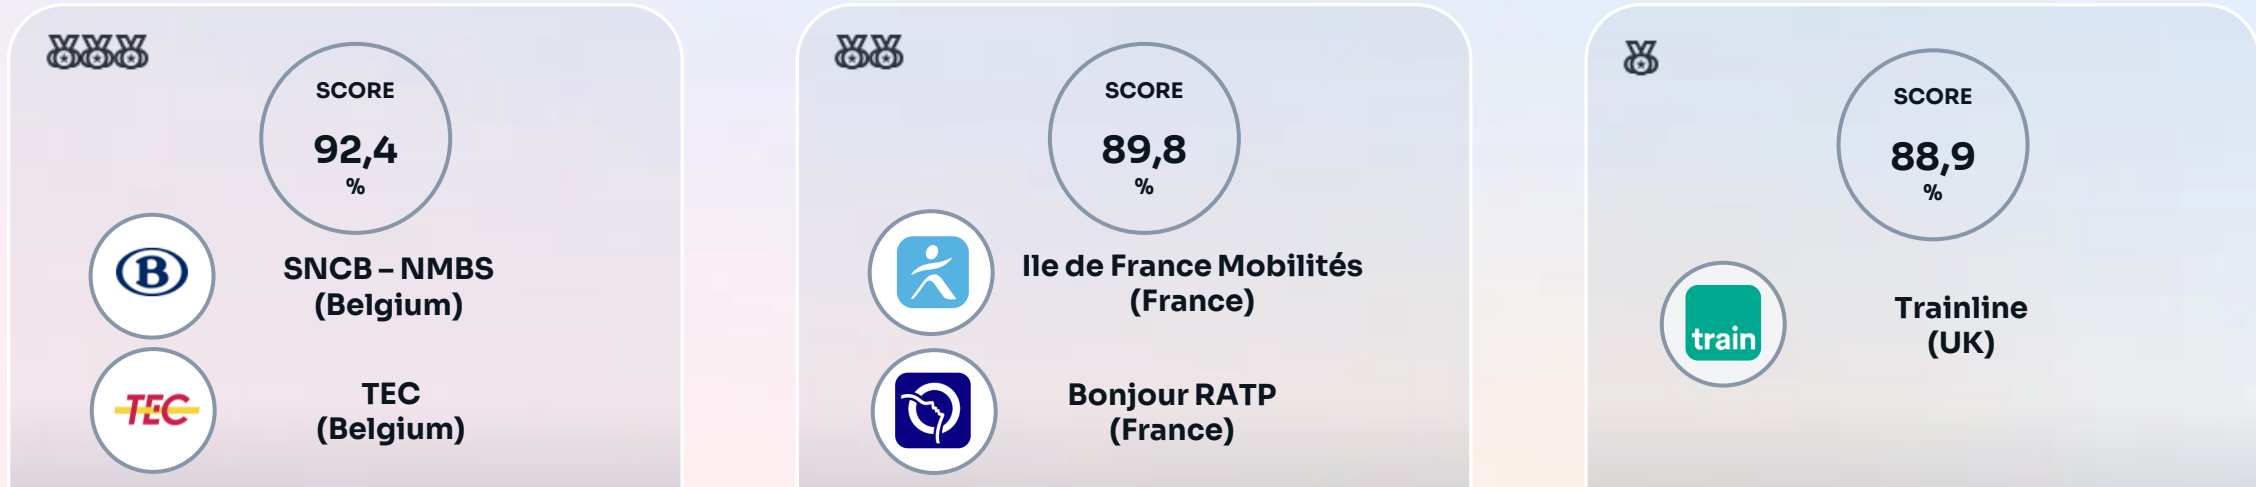 SCORE
92,4
%
B
SNCB – NMBS
(Belgium)
TEC
TEC
(Belgium)
SCORE
89,8
%
Ile de France Mobilités
(France)
Bonjour RATP
(France)
SCORE
88,9
%
train
Trainline
(UK)